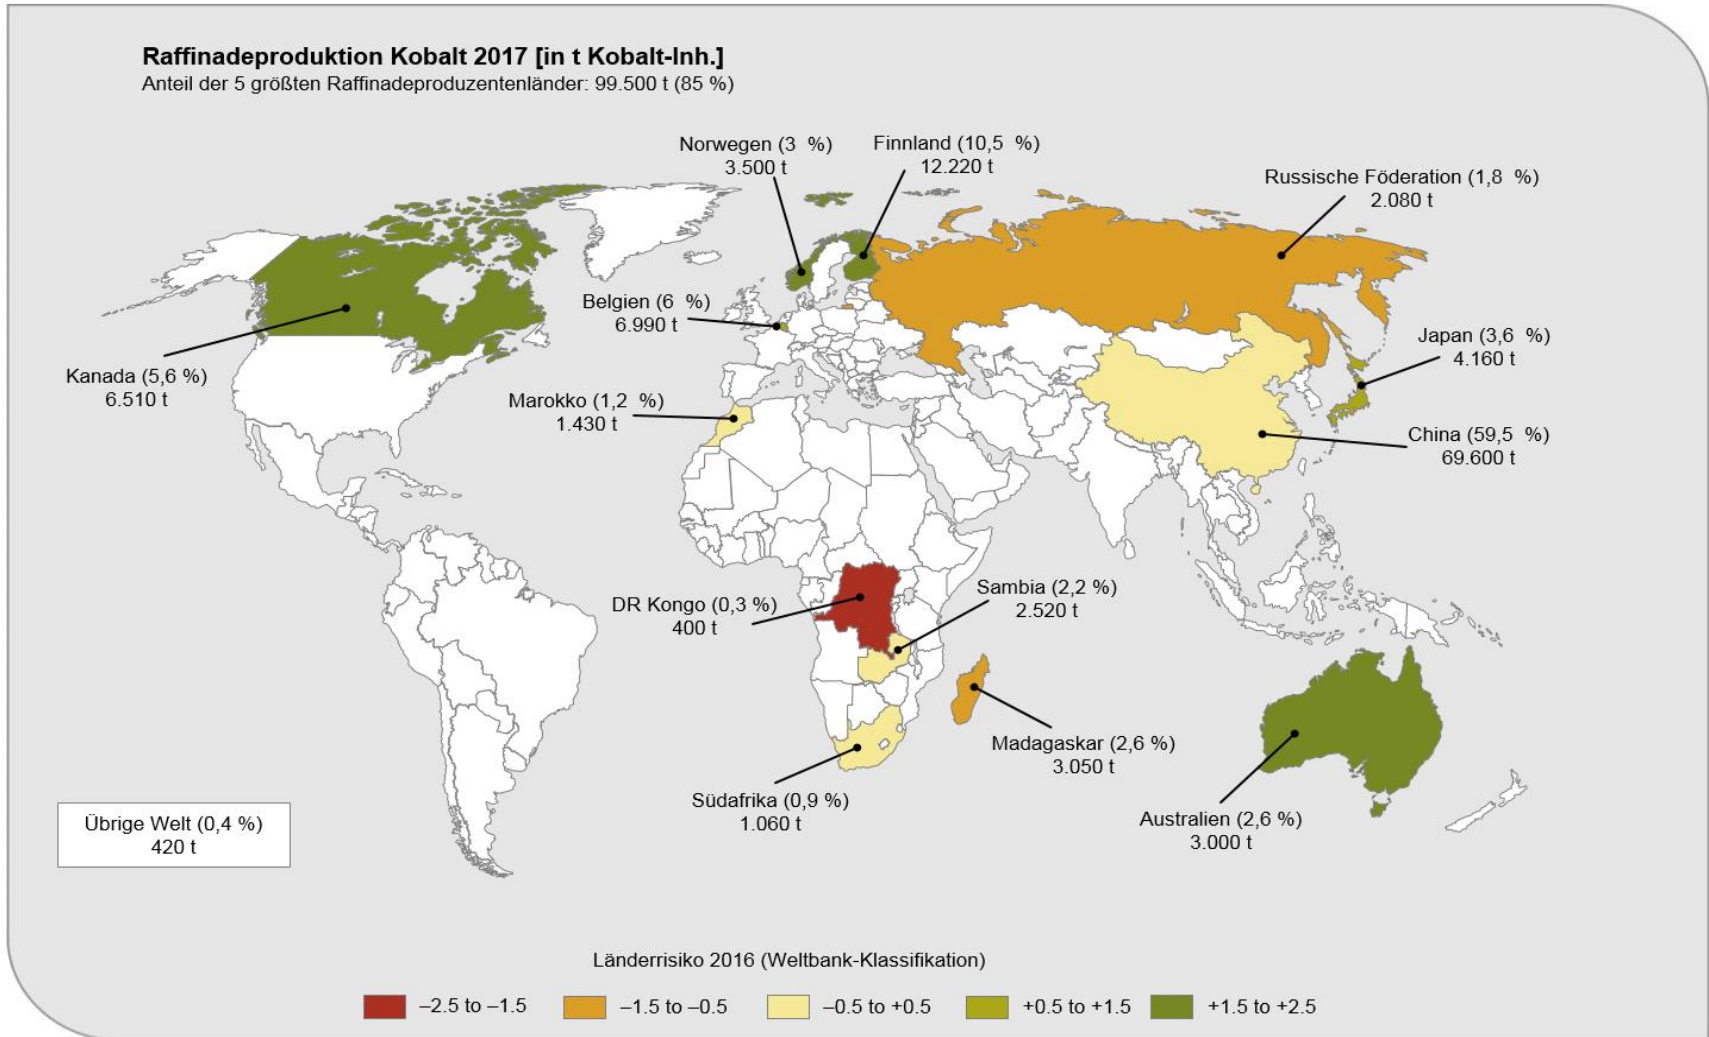 Raffinadeproduktion Kobalt 2017 [in t Kobalt-Inh.]
Anteil der 5 größten Raffinadeproduzentenländer: 99.500 t (85 %)
Norwegen (3 %)
3.500 t
Finnland (10,5 %)
12.220 t
Russische Föderation (1,8 %)
2.080 t
Belgien (6 %)
6.990 t
Japan (3,6 %)
4.160 t
Kanada (5,6 %)
6.510 t
Marokko (1,2 %)
1.430 t
China (59,5 %)
69.600 t
DR Kongo (0,3 %)
400 t
Sambia (2,2 %)
2.520 t
Madagaskar (2,6 %)
3.050 t
Südafrika (0,9 %)
1.060 t
Australien (2,6 %)
3.000 t
Übrige Welt (0,4 %)
420 t
Länderrisiko 2016 (Weltbank-Klassifikation)
–2.5 to –1.5
–1.5 to –0.5
–0.5 to +0.5
+0.5 to +1.5
+1.5 to +2.5